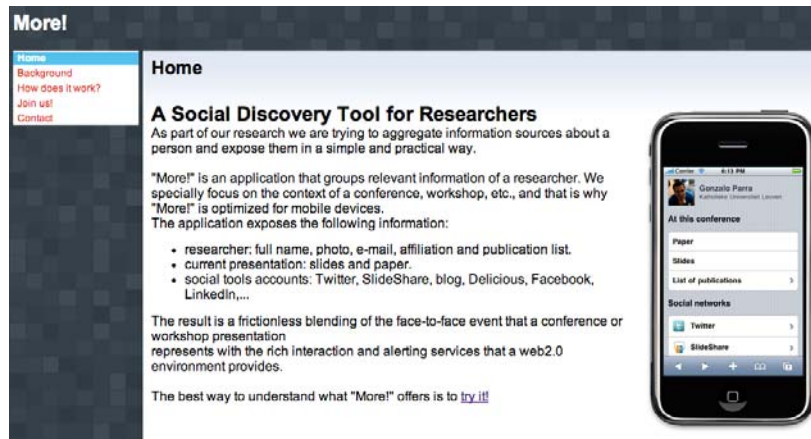 More!
Home
Background
How does it work?
Join us!
Contact
Home
A Social Discovery Tool for Researchers
As part of our research we are trying to aggregate information sources about a
person and expose them in a simple and practical way.
"More!" is an application that groups relevant information of a researcher. We
specially focus on the context of a conference, workshop, etc., and that is why
"More!" is optimized for mobile devices.
The application exposes the following information:
• researcher: full name, photo, e-mail, affiliation and publication list.
• current presentation: slides and paper.
• social tools accounts: Twitter, SlideShare, blog, Delicious, Facebook,
LinkedIn,...
The result is a frictionless blending of the face-to-face event that a conference or
workshop presentation
represents with the rich interaction and alerting services that a web2.0
environment provides.
The best way to understand what "More!" offers is to try it!
Carrier 6:13 PM
Gonzalo Parra
Katholieke Universiteit Leuven
At this conference
Paper
Slides
List of publications
Social networks
Twitter
SlideShare